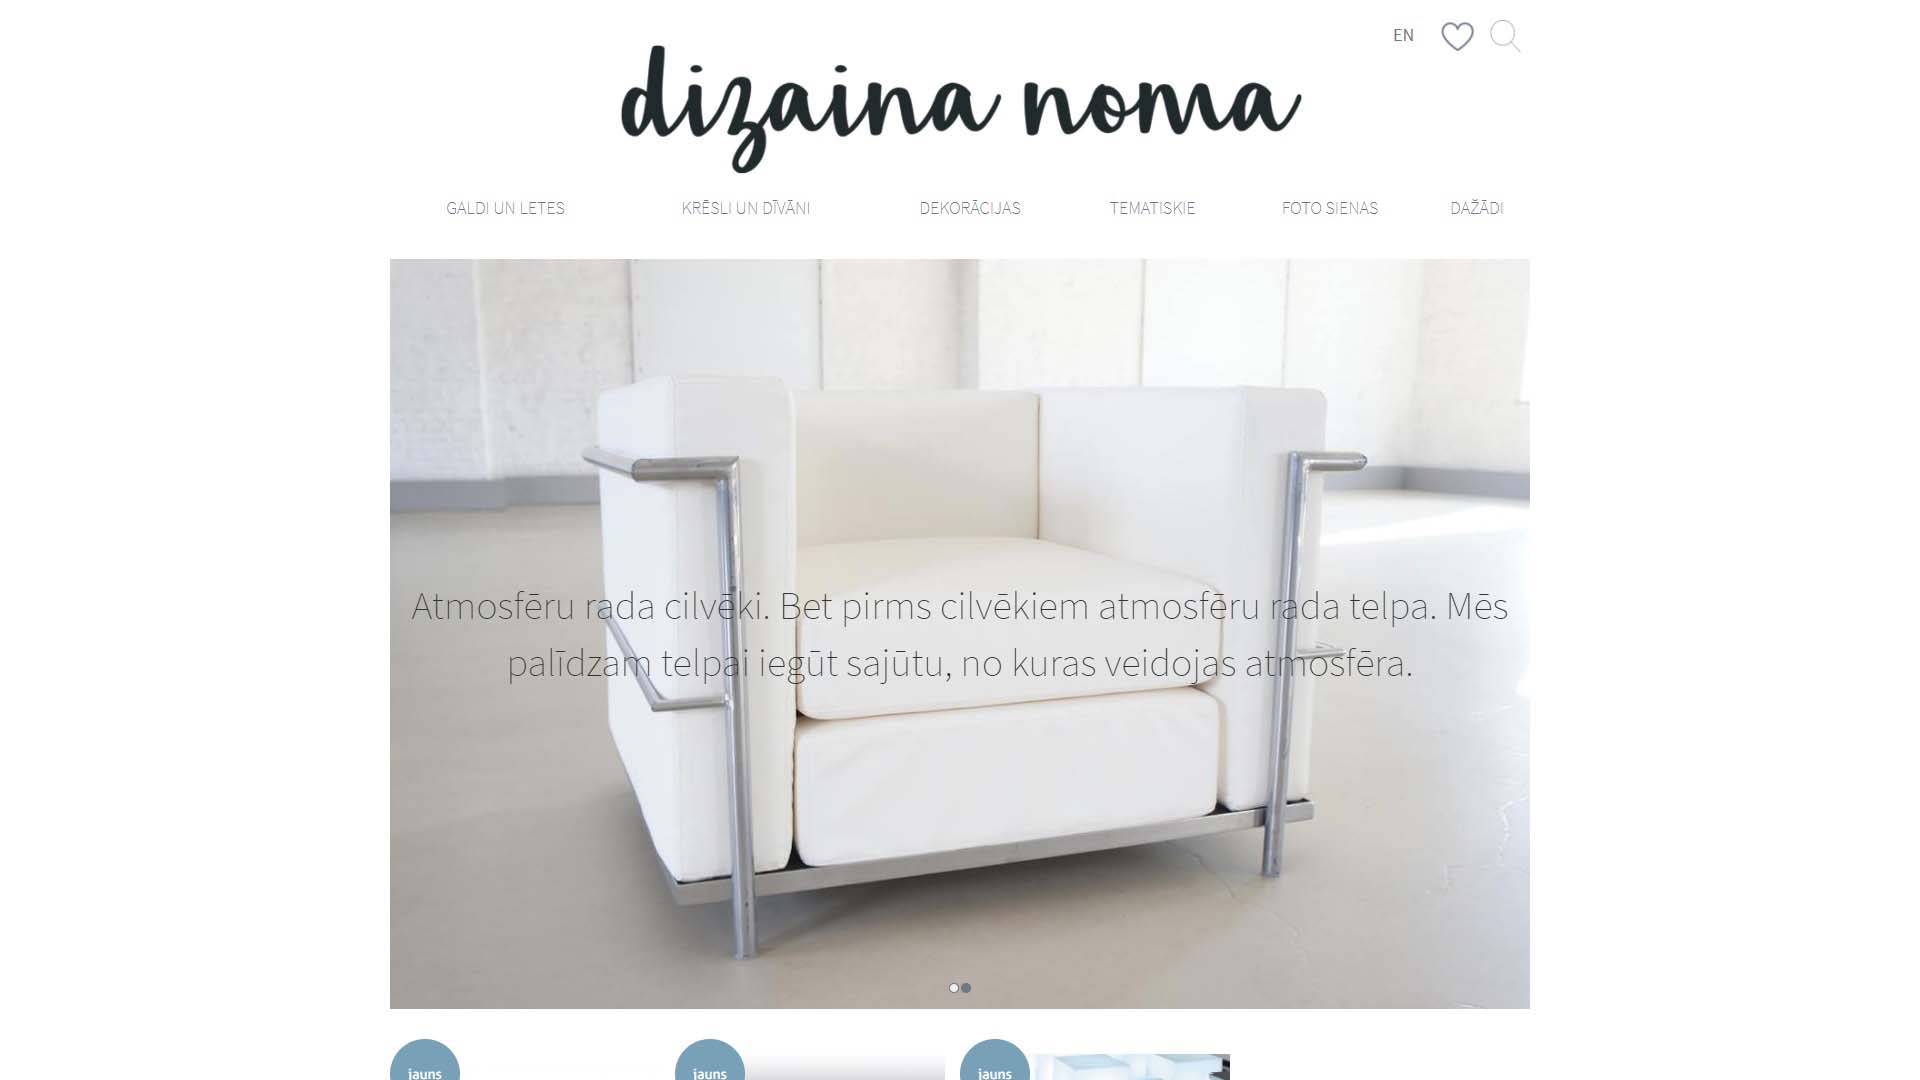 EN
dizaina noma
GALDI UN LETES
KRĒSLI UN DĪVĀNI
DEKORĀCIJAS
TEMATISKIE
FOTO SIENAS
DAŽĀDI
Atmosfēru rada cilvēki. Bet pirms cilvēkiem atmosfēru rada telpa. Mēs
palīdzam telpai iegūt sajūtu, no kuras veidojas atmosfēra.
jauns
jauns
jauns